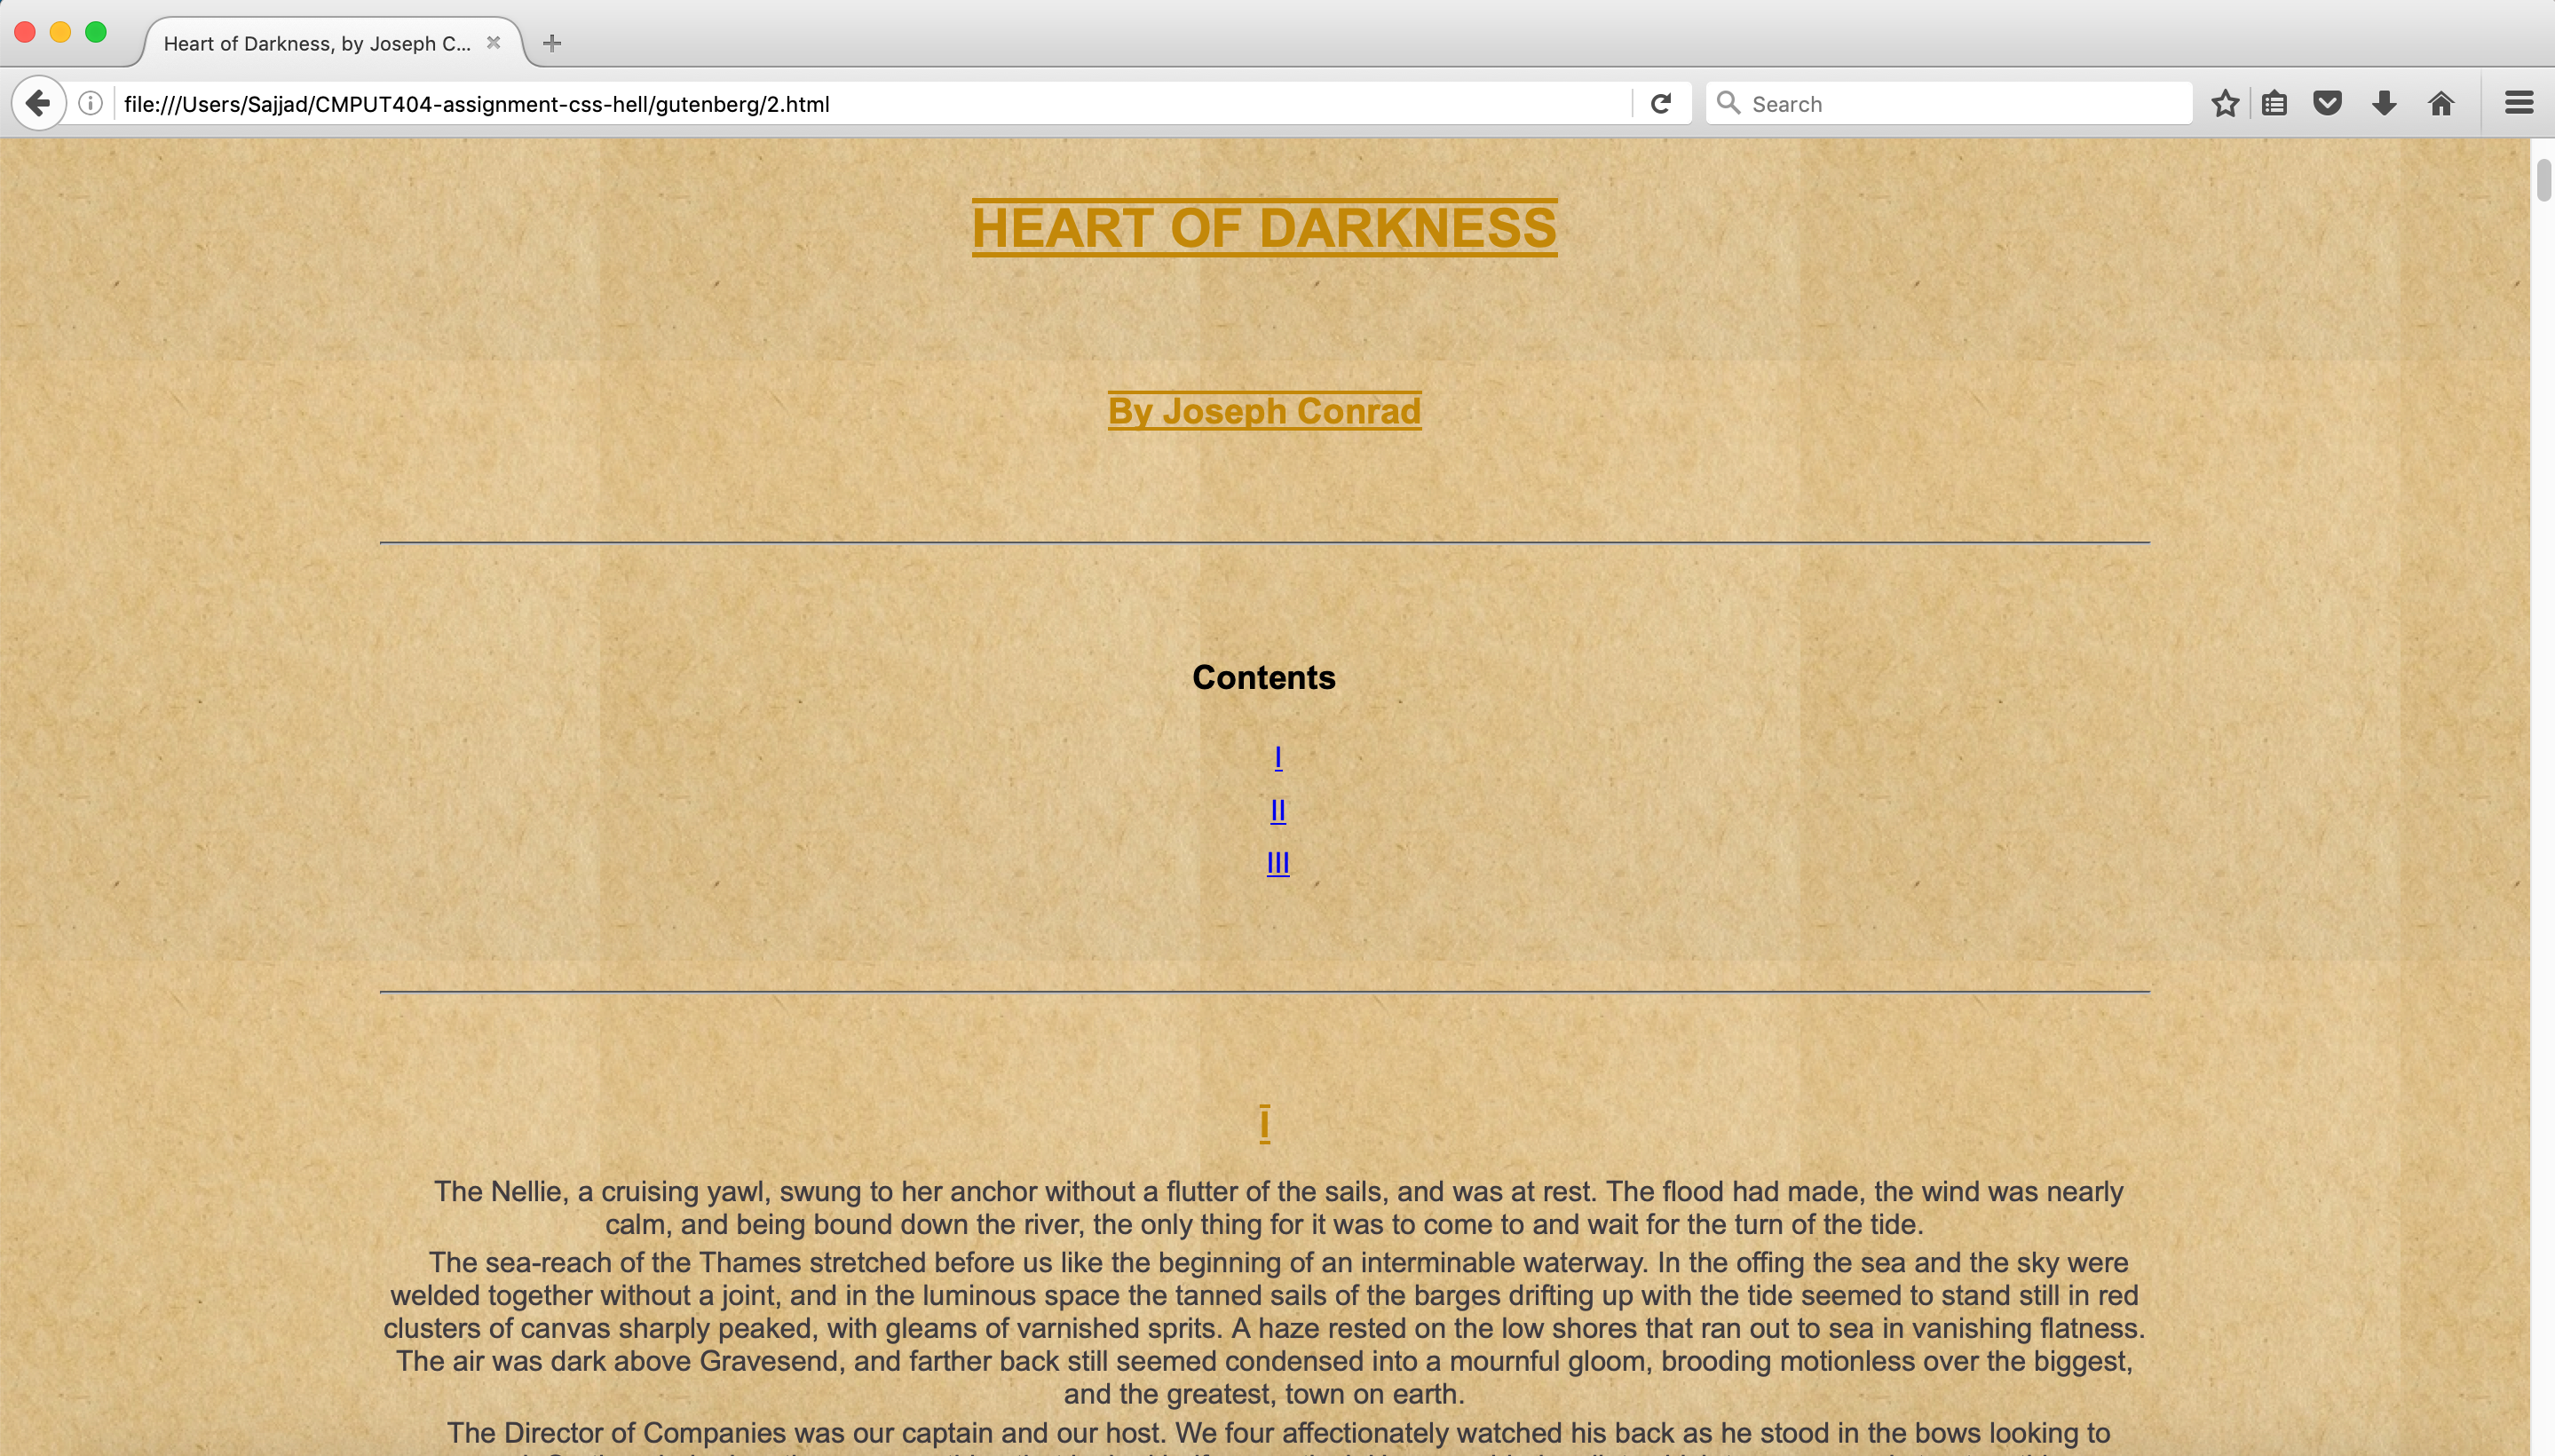 Heart of Darkness, by Joseph C...
file:///Users/Sajjad/CMPUT404-assignment-css-hell/gutenberg/2.html
Search
HEART OF DARKNESS
By Joseph Conrad
Contents
I
II
III
I
The Nellie, a cruising yawl, swung to her anchor without a flutter of the sails, and was at rest. The flood had made, the wind was nearly
calm, and being bound down the river, the only thing for it was to come to and wait for the turn of the tide.
The sea-reach of the Thames stretched before us like the beginning of an interminable waterway. In the offing the sea and the sky were
welded together without a joint, and in the luminous space the tanned sails of the barges drifting up with the tide seemed to stand still in red
clusters of canvas sharply peaked, with gleams of varnished sprits. A haze rested on the low shores that ran out to sea in vanishing flatness.
The air was dark above Gravesend, and farther back still seemed condensed into a mournful gloom, brooding motionless over the biggest,
and the greatest, town on earth.
The Director of Companies was our captain and our host. We four affectionately watched his back as he stood in the bows looking to